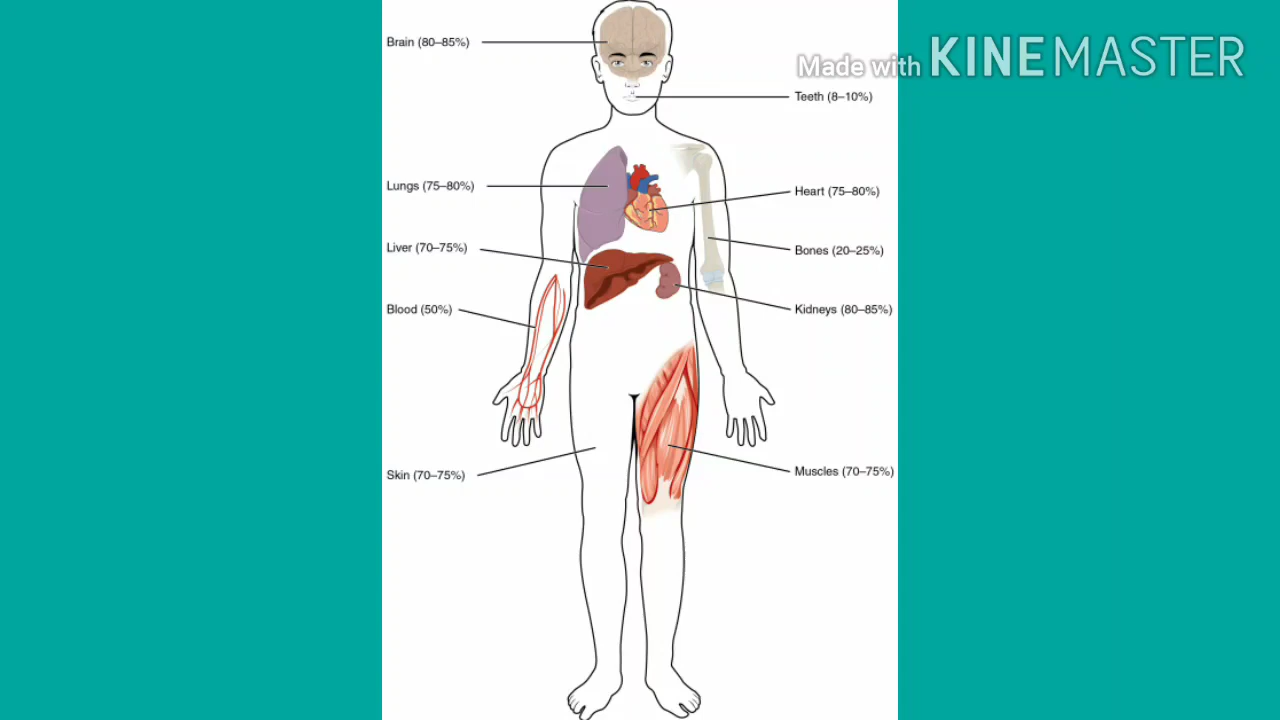 Brain (80–85%)
Made with KINEMASTER
Teeth (8–10%)
Lungs (75–80%)
Heart (75–80%)
Liver (70–75%)
Bones (20–25%)
Blood (50%)
Kidneys (80–85%)
Skin (70–75%)
Muscles (70–75%)